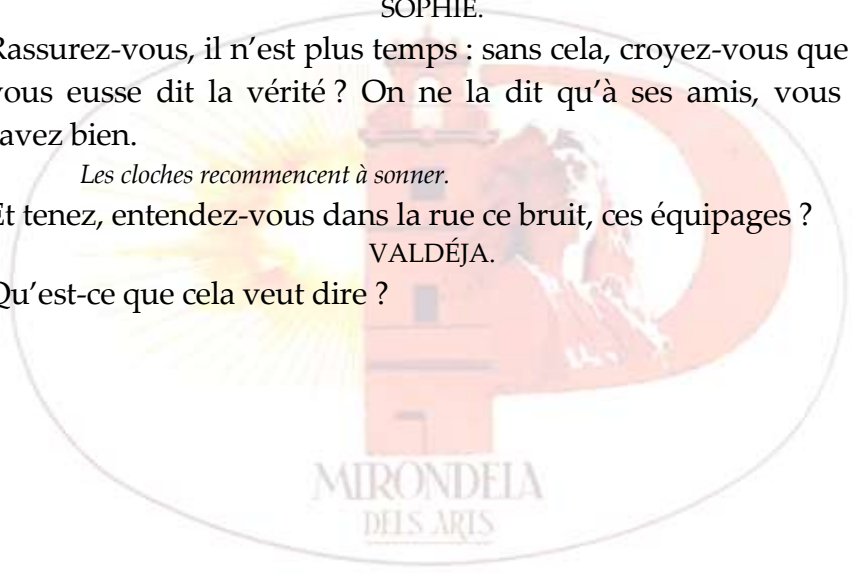 SOPHIE.
Rassurez-vous, il n’est plus temps : sans cela, croyez-vous que
vous eusse dit la vérité ? On ne la dit qu’à ses amis, vous
avez bien.
Les cloches recommencent à sonner.
Et tenez, entendez-vous dans la rue ce bruit, ces équipages ?
VALDÉJA.
Qu’est-ce que cela veut dire ?
MIRONDELA
DELS ARTS